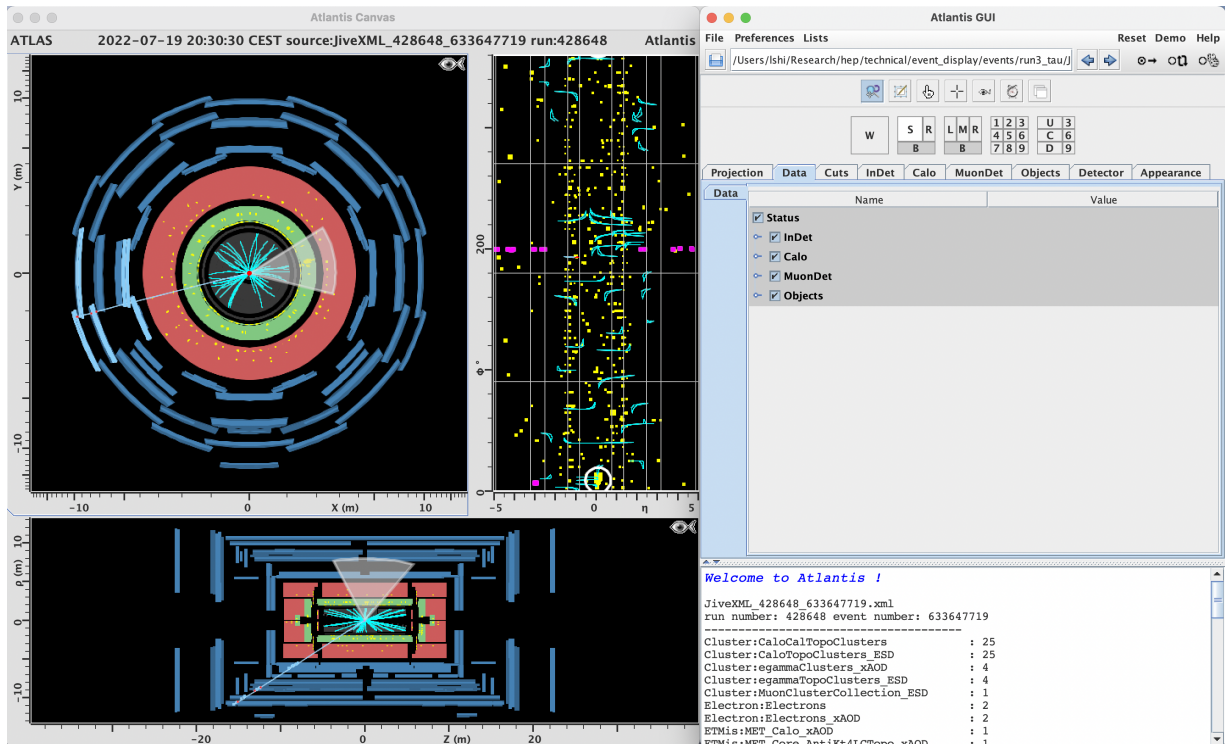 Atlantis Canvas
ATLAS 2022-07-19 20:30:30 CEST source:JiveXML_428648_633647719 run:428648 Atlantis
Y (m)
10
0
-10
-10 0 X (m) 10
φ °
200
0
-5 0 η 5
ρ (m)
10
0
-10
-20 0 Z (m) 20
Atlantis GUI
File Preferences Lists Reset Demo Help
/Users/lshi/Research/hep/technical/event_display/events/run3_tau/J
W S R B L M R B 1 2 3 4 5 6 7 8 9 U 3 C 6 D 9
Projection Data Cuts InDet Calo MuonDet Objects Detector Appearance
Data
Name Value
Status
InDet
Calo
MuonDet
Objects
Welcome to Atlantis !
JiveXML_428648_633647719.xml
run number: 428648 event number: 633647719
--------------------------------------
Cluster:CaloCalTopoClusters : 25
Cluster:CaloTopoClusters_ESD : 25
Cluster:egammaClusters_xAOD : 4
Cluster:egammaTopoClusters_ESD : 4
Cluster:MuonClusterCollection_ESD : 1
Electron:Electrons : 2
Electron:Electrons_xAOD : 2
ETMis:MET_Calo_xAOD : 1
ETMis:MET_Core_AntiKt4LCTopo_xAOD : 1